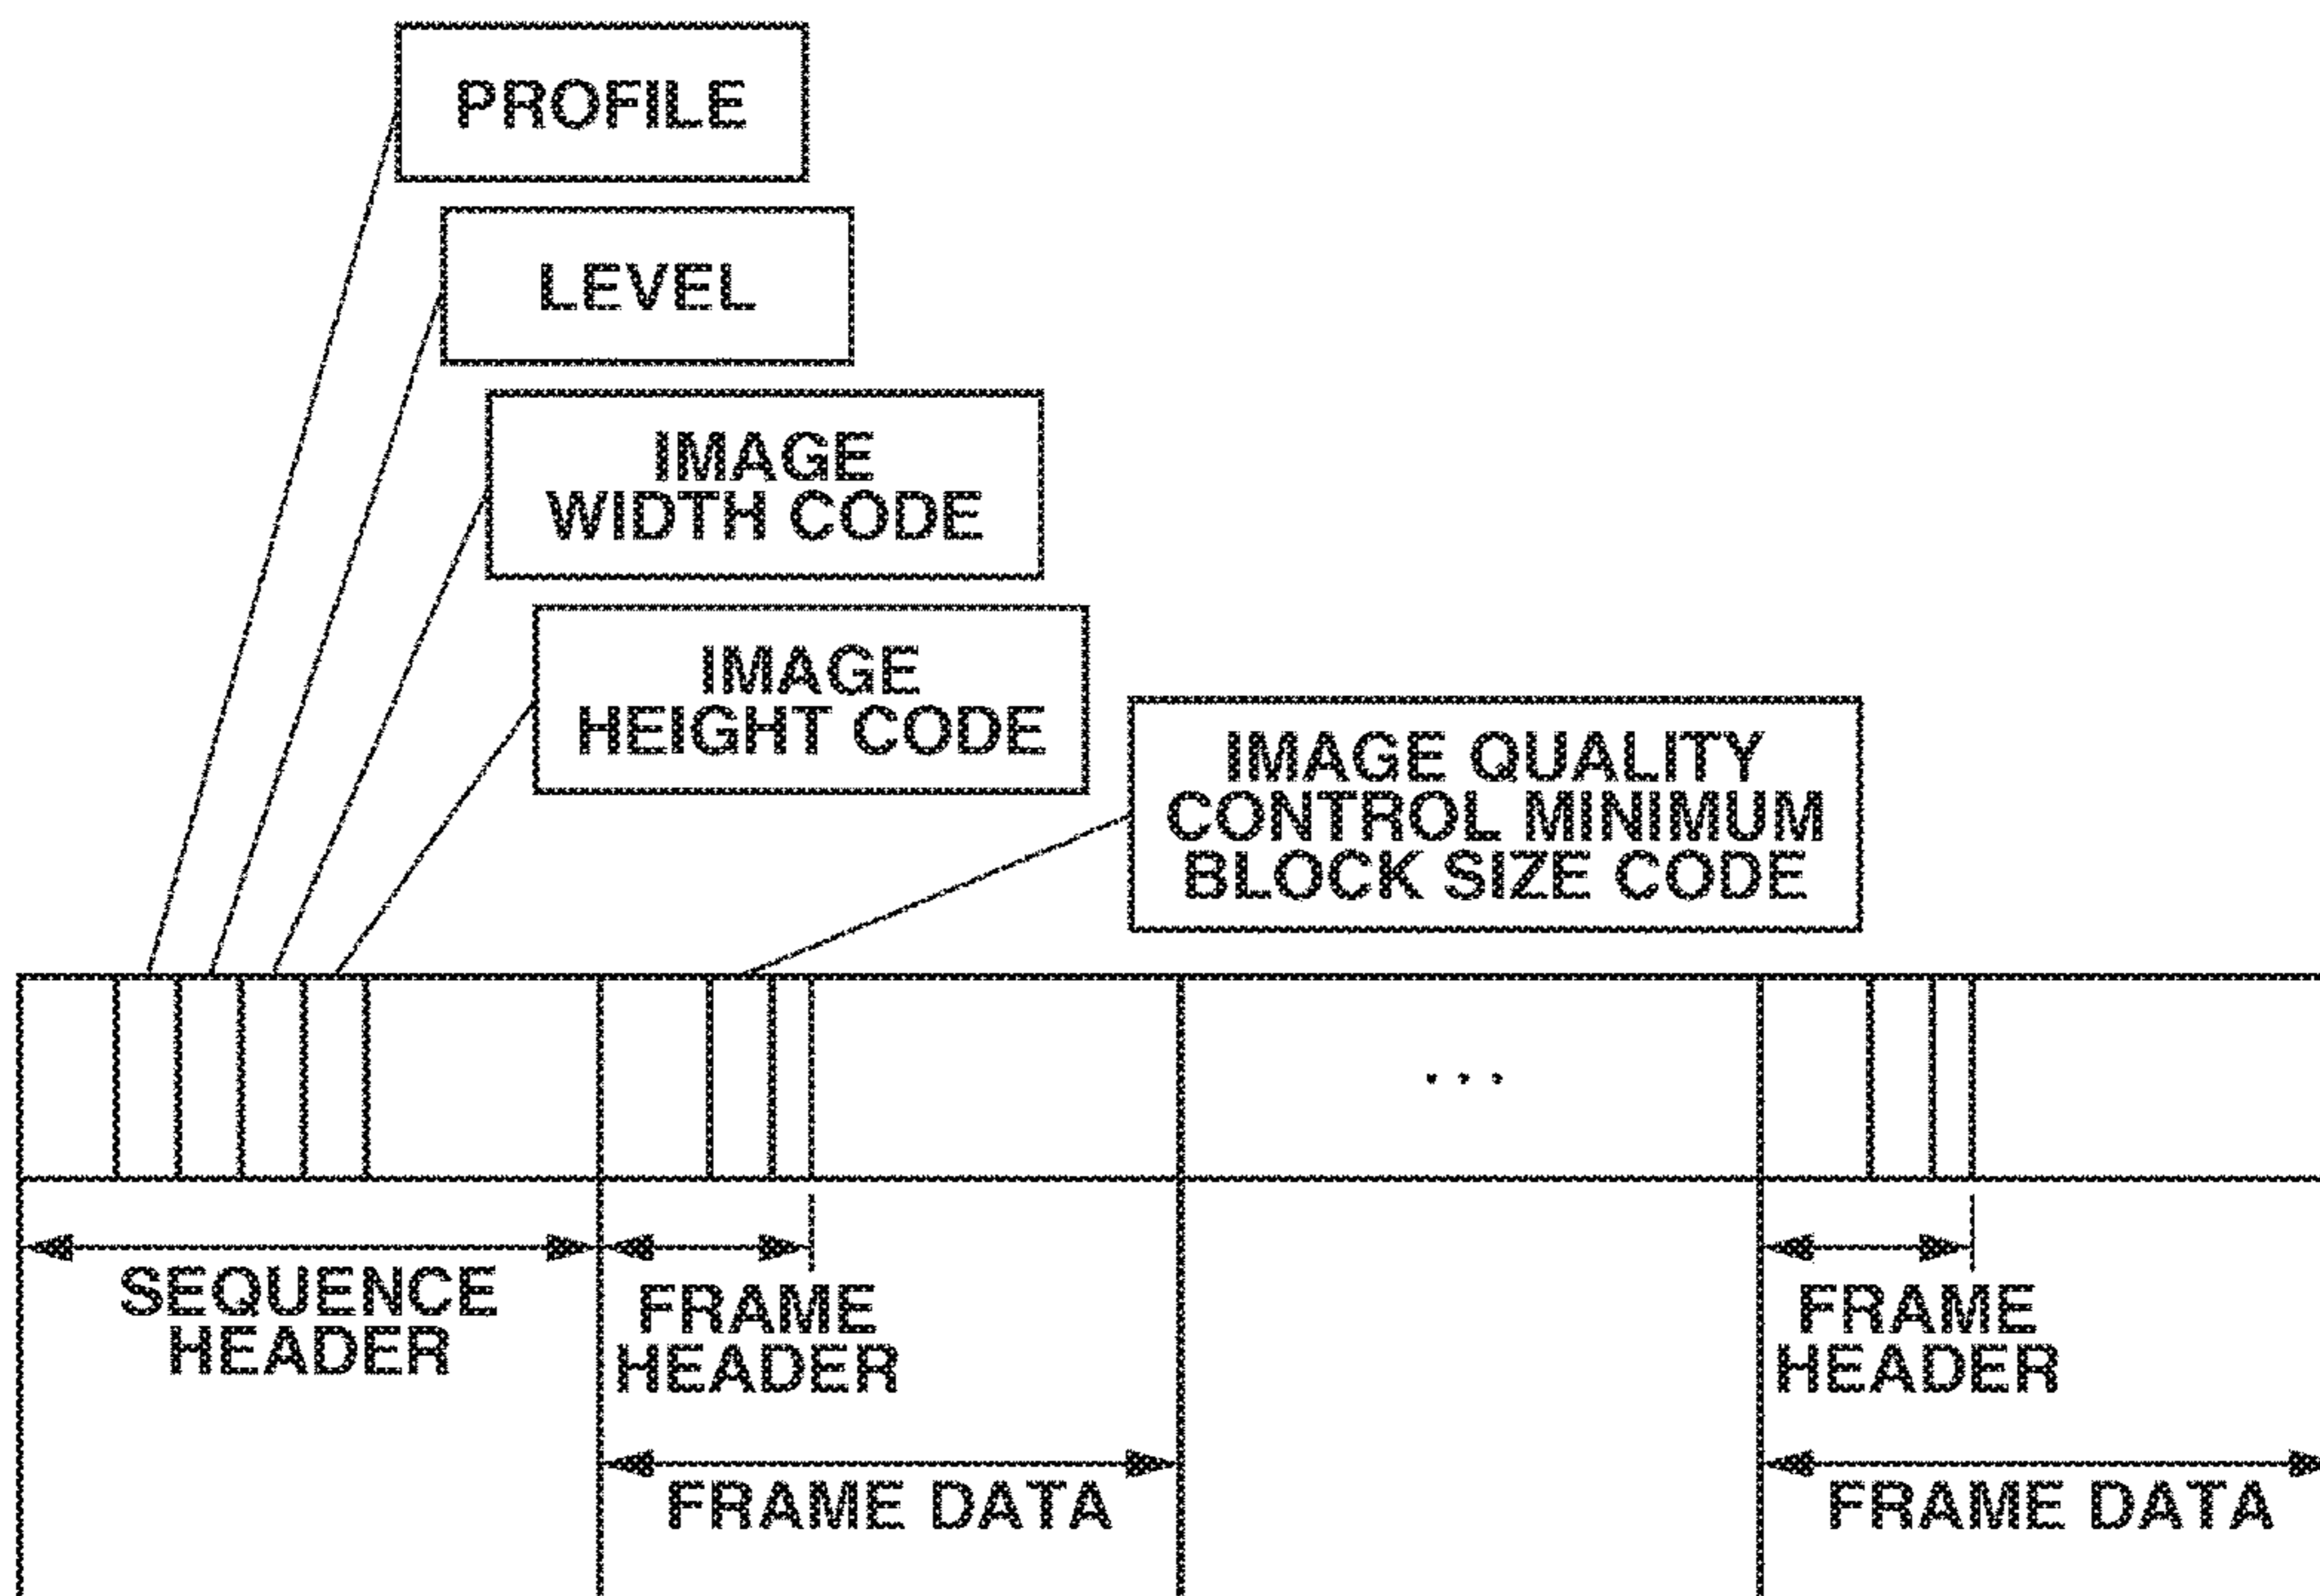 PROFILE
LEVEL
IMAGE
WIDTH CODE
IMAGE
HEIGHT CODE
IMAGE QUALITY
CONTROL MINIMUM
BLOCK SIZE CODE
...
SEQUENCE
HEADER
FRAME
HEADER
FRAME
HEADER
FRAME DATA
FRAME DATA